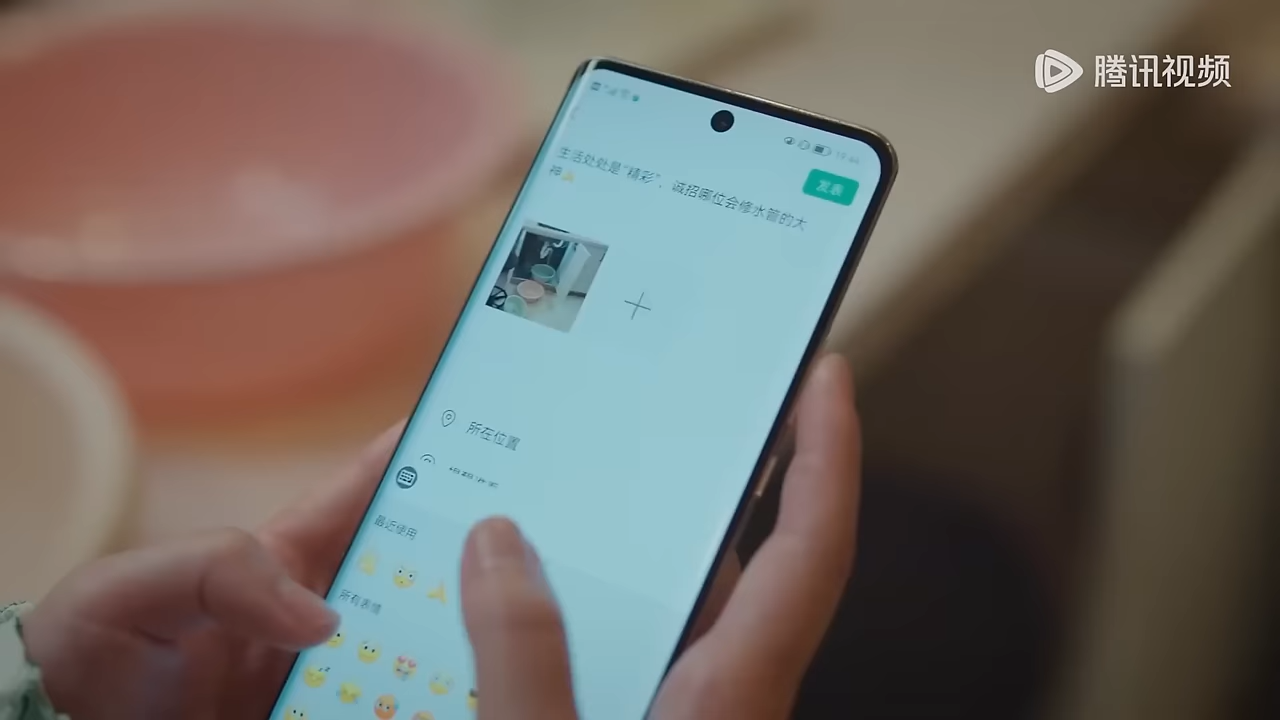 腾讯视频
发表
生活处处是“精彩”，诚招哪位会修水管的大
神🙏
所在位置
最近使用
所有表情